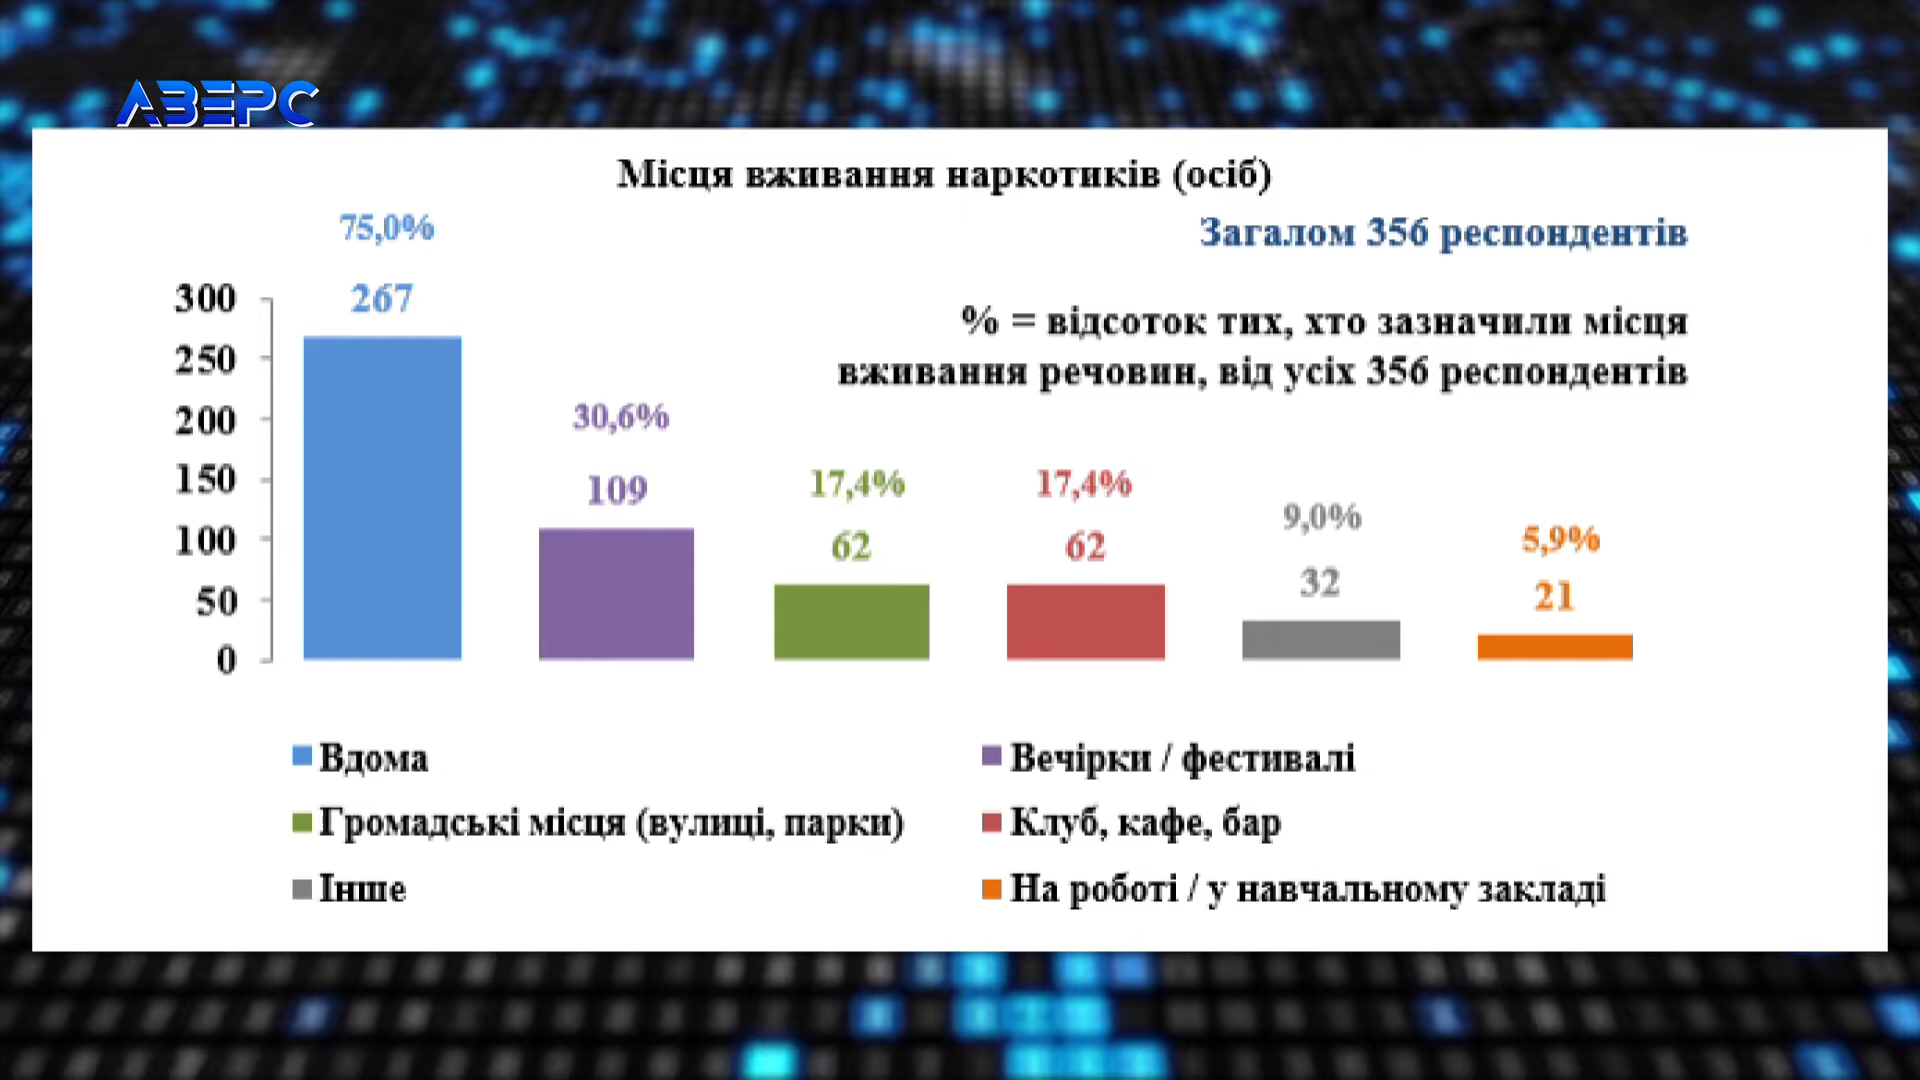 АВЕРС
Місця вживання наркотиків (осіб)
75,0%
Загалом 356 респондентів
300
267
% = відсоток тих, хто зазначили місця
вживання речовин, від усіх 356 респондентів
250
200
30,6%
150
109
17,4%
17,4%
9,0%
100
62
62
32
5,9%
21
50
0
Вдома
Вечірки / фестивалі
Громадські місця (вулиці, парки)
Клуб, кафе, бар
Інше
На роботі / у навчальному закладі